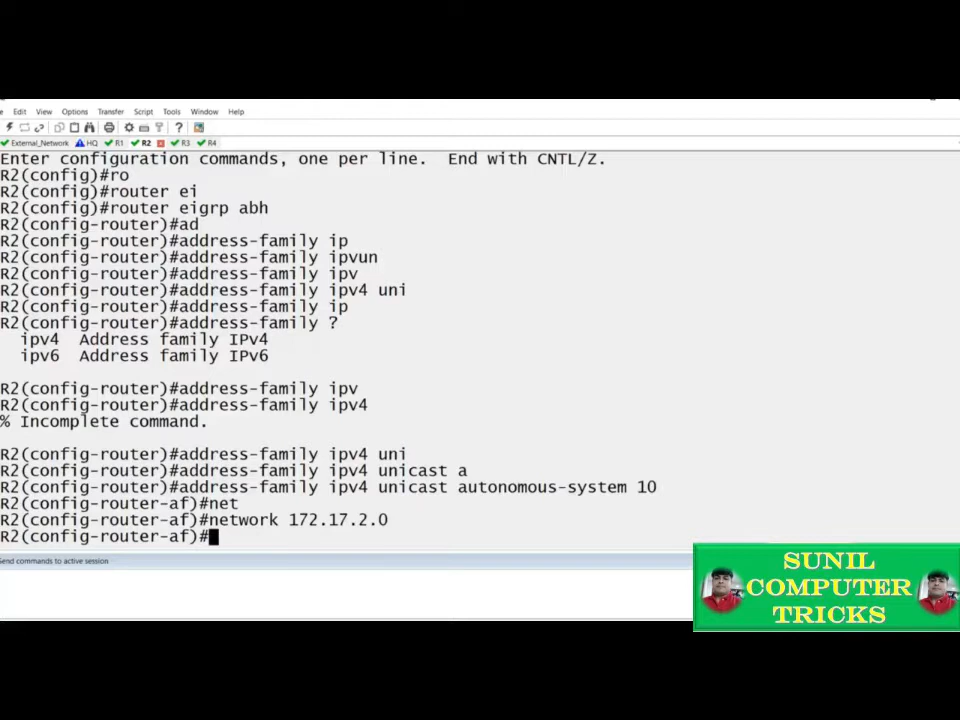 Edit View Options Transfer Script Tools Window Help
External_Network HQ R1 R2 R3 R4
Enter configuration commands, one per line.  End with CNTL/Z.
R2(config)#ro
R2(config)#router ei
R2(config)#router eigrp abh
R2(config-router)#ad
R2(config-router)#address-family ip
R2(config-router)#address-family ipvun
R2(config-router)#address-family ipv
R2(config-router)#address-family ipv4 uni
R2(config-router)#address-family ip
R2(config-router)#address-family ?
ipv4  Address family IPv4
ipv6  Address family IPv6
R2(config-router)#address-family ipv
R2(config-router)#address-family ipv4
% Incomplete command.
R2(config-router)#address-family ipv4 uni
R2(config-router)#address-family ipv4 unicast a
R2(config-router)#address-family ipv4 unicast autonomous-system 10
R2(config-router-af)#net
R2(config-router-af)#network 172.17.2.0
R2(config-router-af)#
Send commands to active session
SUNIL
COMPUTER
TRICKS